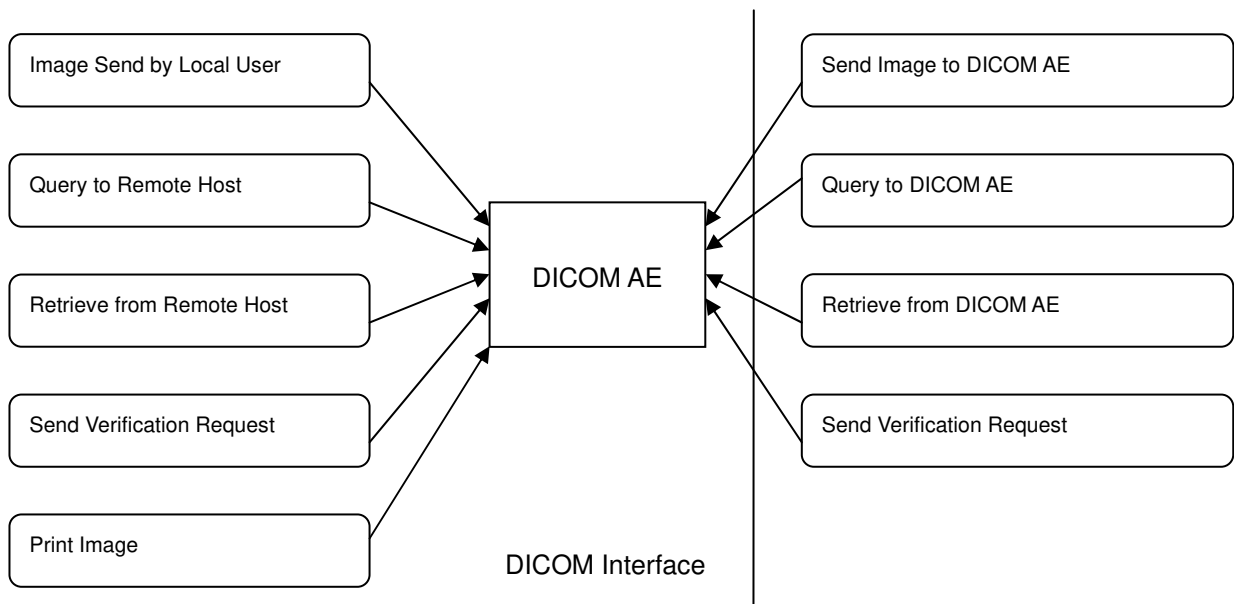 Image Send by Local User
Query to Remote Host
Retrieve from Remote Host
Send Verification Request
Print Image
DICOM AE
DICOM Interface
Send Image to DICOM AE
Query to DICOM AE
Retrieve from DICOM AE
Send Verification Request